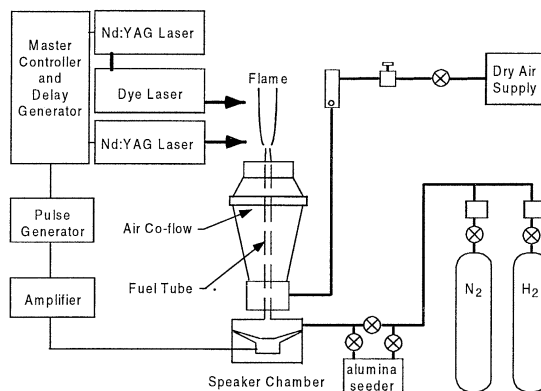 Master
Controller
and
Delay
Generator
Nd:YAG Laser
Dye Laser
Nd:YAG Laser
Flame
Dry Air
Supply
Pulse
Generator
Air Co-flow
Fuel Tube
Amplifier
Speaker Chamber
alumina
seeder
N2
H2